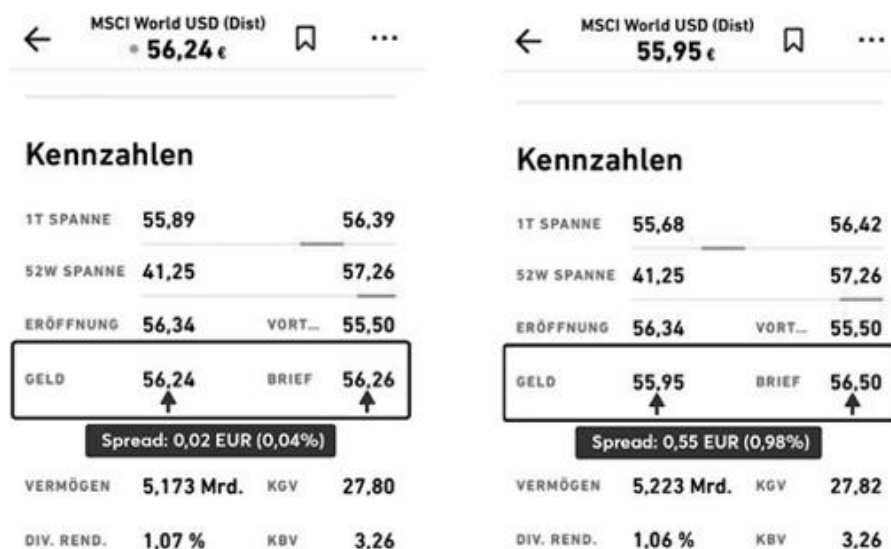 MSCI World USD (Dist)
56,24 €
Kennzahlen
1T SPANNE 55,89 56,39
52W SPANNE 41,25 57,26
ERÖFFNUNG 56,34 VORT... 55,50
GELD 56,24 BRIEF 56,26
Spread: 0,02 EUR (0,04%)
VERMÖGEN 5,173 Mrd. KGV 27,80
DIV. REND. 1,07 % KBV 3,26
MSCI World USD (Dist)
55,95 €
Kennzahlen
1T SPANNE 55,68 56,42
52W SPANNE 41,25 57,26
ERÖFFNUNG 56,34 VORT... 55,50
GELD 55,95 BRIEF 56,50
Spread: 0,55 EUR (0,98%)
VERMÖGEN 5,223 Mrd. KGV 27,82
DIV. REND. 1,06 % KBV 3,26